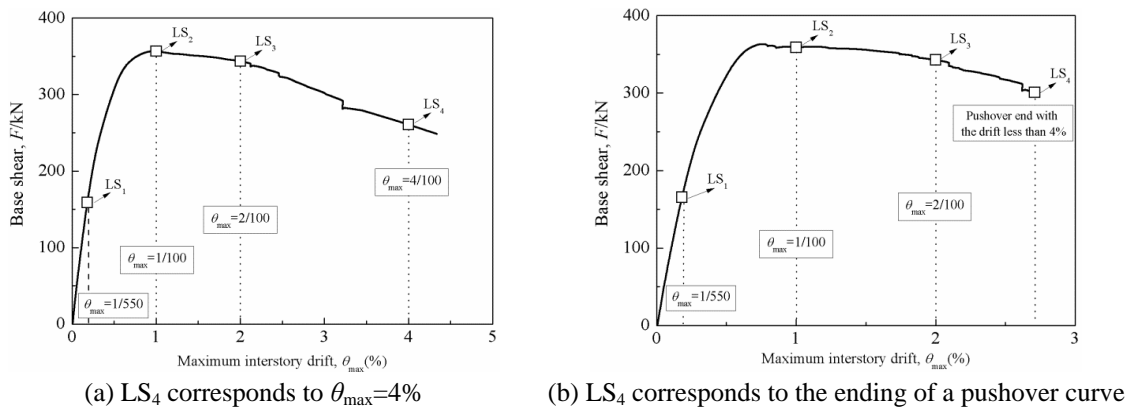 400
300
200
100
0
Base shear, F/kN
LS₁
LS₂
LS₃
LS₄
θmax=1/550
θmax=1/100
θmax=2/100
θmax=4/100
0 1 2 3 4 5
Maximum interstory drift, θmax(%)
(a) LS₄ corresponds to θmax=4%
400
300
200
100
0
Base shear, F/kN
LS₁
LS₂
LS₃
LS₄
Pushover end with
the drift less than 4%
θmax=1/550
θmax=1/100
θmax=2/100
0 1 2 3
Maximum interstory drift, θmax(%)
(b) LS₄ corresponds to the ending of a pushover curve